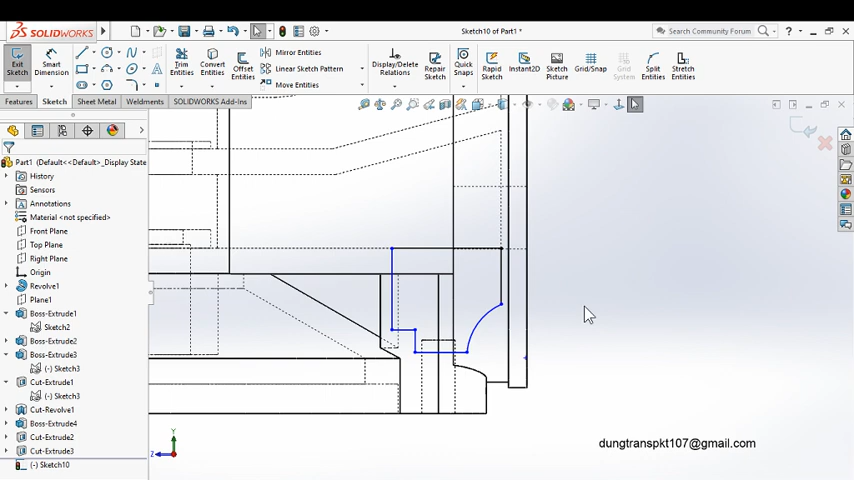 SOLIDWORKS
Sketch10 of Part1 *
Search Community Forum
Exit Sketch
Smart Dimension
Trim Entities
Convert Entities
Offset Entities
Mirror Entities
Linear Sketch Pattern
Move Entities
Display/Delete Relations
Repair Sketch
Quick Snaps
Rapid Sketch
Instant2D
Sketch Picture
Grid/Snap
Grid System
Split Entities
Stretch Entities
Features
Sketch
Sheet Metal
Weldments
SOLIDWORKS Add-Ins
Part1 (Default<<Default>_Display State
History
Sensors
Annotations
Material <not specified>
Front Plane
Top Plane
Right Plane
Origin
Revolve1
Plane1
Boss-Extrude1
Sketch2
Boss-Extrude2
Boss-Extrude3
(-) Sketch3
Cut-Extrude1
(-) Sketch3
Cut-Revolve1
Boss-Extrude4
Cut-Extrude2
Cut-Extrude3
(-) Sketch10
Y
Z
dungtranspkt107@gmail.com